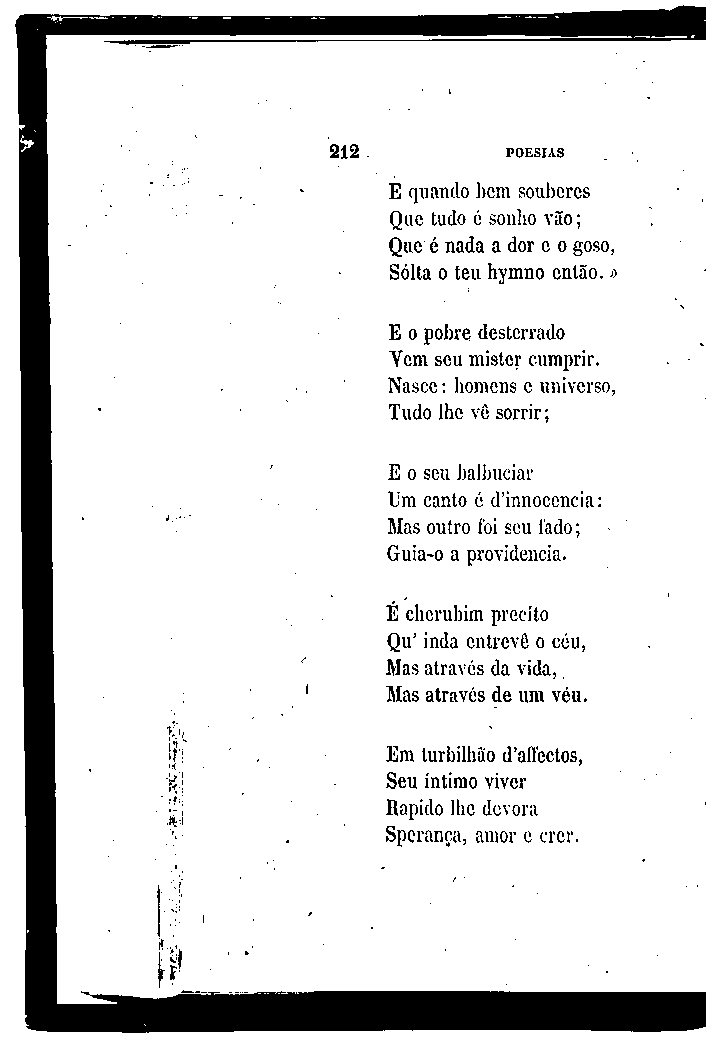 212 POESIAS
E quando bem souberes
Que tudo é sonho vão;
Que é nada a dor e o goso,
Sólta o teu hymno então.»
E o pobre desterrado
Vem seu mister cumprir.
Nasce: homens e universo,
Tudo lhe vê sorrir;
E o seu balbuciar
Um canto é d'innocencia:
Mas outro foi seu fado;
Guia-o a providencia.
É cherubim precíto
Qu' inda entrevê o céu,
Mas através da vida,
Mas através de um véu.
Em turbilhão d'affectos,
Seu íntimo viver
Rapido lhe devora
Sperança, amor e crer.